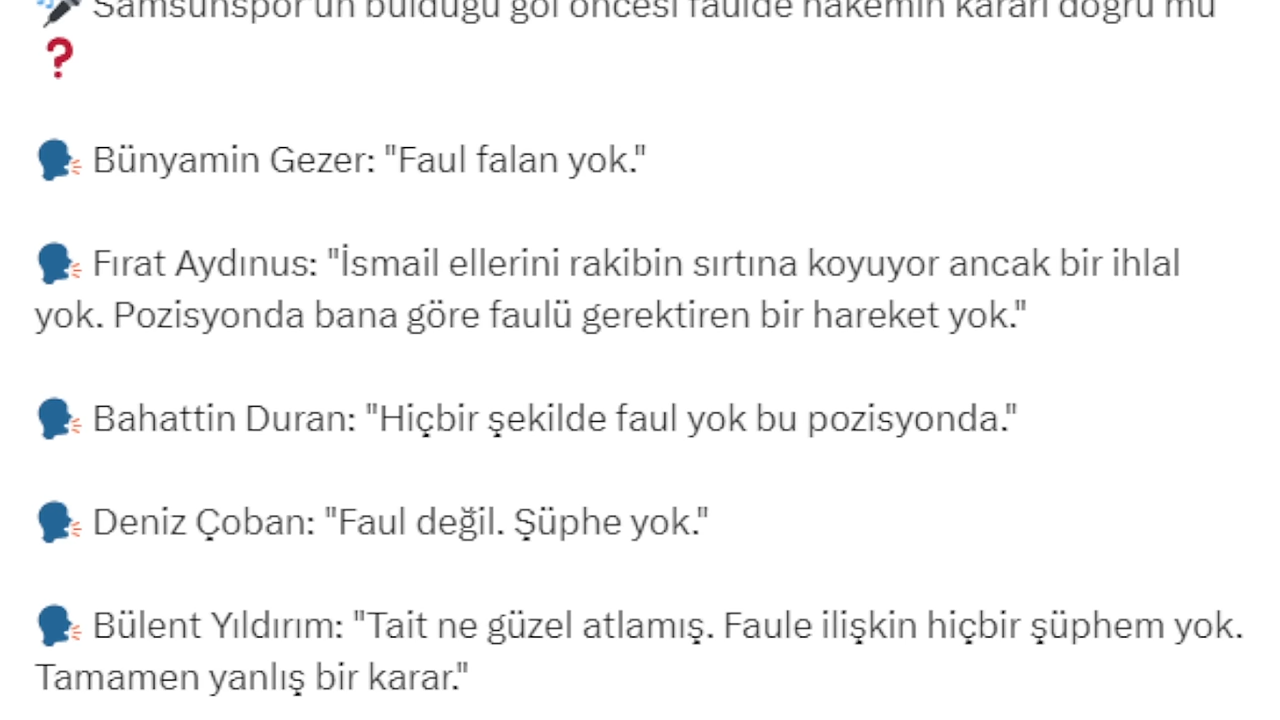 Samsunspor'un bulduğu gol öncesi faulde hakemin kararı doğru mu
?
Bünyamin Gezer: "Faul falan yok."
Fırat Aydınus: "İsmail ellerini rakibin sırtına koyuyor ancak bir ihlal
yok. Pozisyonda bana göre faulü gerektiren bir hareket yok."
Bahattin Duran: "Hiçbir şekilde faul yok bu pozisyonda."
Deniz Çoban: "Faul değil. Şüphe yok."
Bülent Yıldırım: "Tait ne güzel atlamış. Faule ilişkin hiçbir şüphem yok.
Tamamen yanlış bir karar."